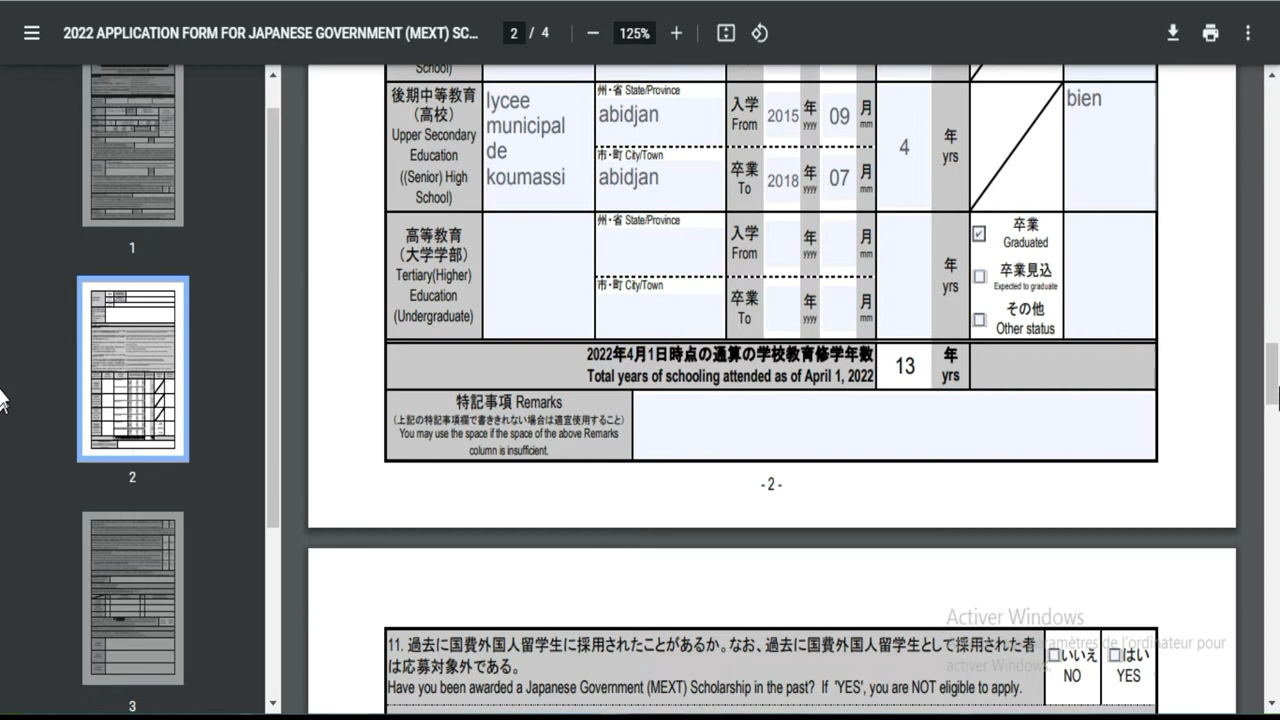 2022 APPLICATION FORM FOR JAPANESE GOVERNMENT (MEXT) SC...
2 / 4
125%
1
2
3
School)
後期中等教育
(高校)
Upper Secondary
Education
((Senior) High
School)
lycee
municipal
de
koumassi
州・省 State/Province
abidjan
市・町 City/Town
abidjan
入学
From
2015
年
yyyy
09
月
mm
卒業
To
2018
年
yyyy
07
月
mm
4
年
yrs
bien
高等教育
(大学学部)
Tertiary(Higher)
Education
(Undergraduate)
州・省 State/Province
市・町 City/Town
入学
From
年
yyyy
月
mm
卒業
To
年
yyyy
月
mm
年
yrs
卒業
Graduated
卒業見込
Expected to graduate
その他
Other status
2022年4月1日時点の通算の学校教育修学年数
Total years of schooling attended as of April 1, 2022
13
年
yrs
特記事項 Remarks
(上記の特記事項欄で書ききれない場合は適宜使用すること)
You may use the space if the space of the above Remarks
column is insufficient.
- 2 -
11. 過去に国費外国人留学生に採用されたことがあるか。なお、過去に国費外国人留学生として採用された者
は応募対象外である。
Have you been awarded a Japanese Government (MEXT) Scholarship in the past? If 'YES', you are NOT eligible to apply.
いいえ
NO
はい
YES
Activer Windows
paramètres de l'ordinateur pour
activer Windows